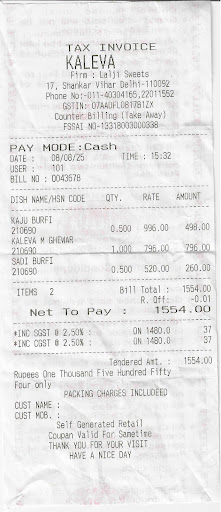 TAX INVOICE
KALEVA
Firm : Lalji Sweets
17, Shankar Vihar Delhi-110092
Phone No:-011-40304165,22011552
GSTIN: 07AADFL0817B1ZX
Counter Billing (Take Away)
FSSAI NO-13318003000338
PAY MODE:Cash
DATE : 08/08/25 TIME : 15:32
USER : 101
BILL NO : D043578
DISH NAME/HSN CODE QTY. RATE AMOUNT
KAJU BURFI
210690 0.500 996.00 498.00
KALEVA M GHEWAR
210690 1.000 796.00 796.00
SADI BURFI
210690 0.500 520.00 260.00
ITEMS 2 Bill Total : 1554.00
R. Off: -0.01
Net To Pay : 1554.00
*INC SGST @ 2.50% : ON 1480.0 37
*INC CGST @ 2.50% : ON 1480.0 37
Tendered Amt. : 1554.00
Rupees One Thousand Five Hundred Fifty
Four only
PACKING CHARGES INCLUDEED
CUST NAME :
CUST MOB. :
Self Generated Retail
Coupan Valid For Sametime
THANK YOU FOR YOUR VISIT
HAVE A NICE DAY